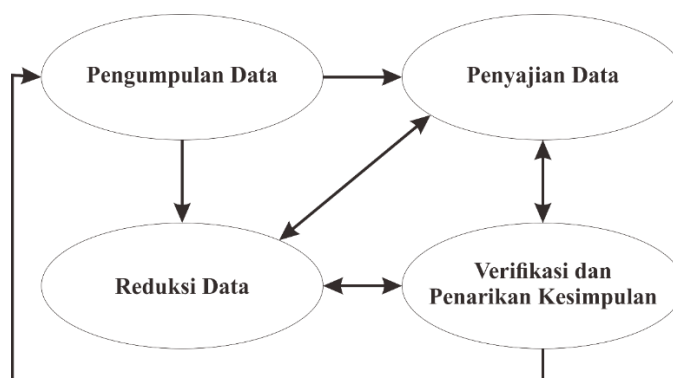 Pengumpulan Data
Penyajian Data
Reduksi Data
Verifikasi dan
Penarikan Kesimpulan